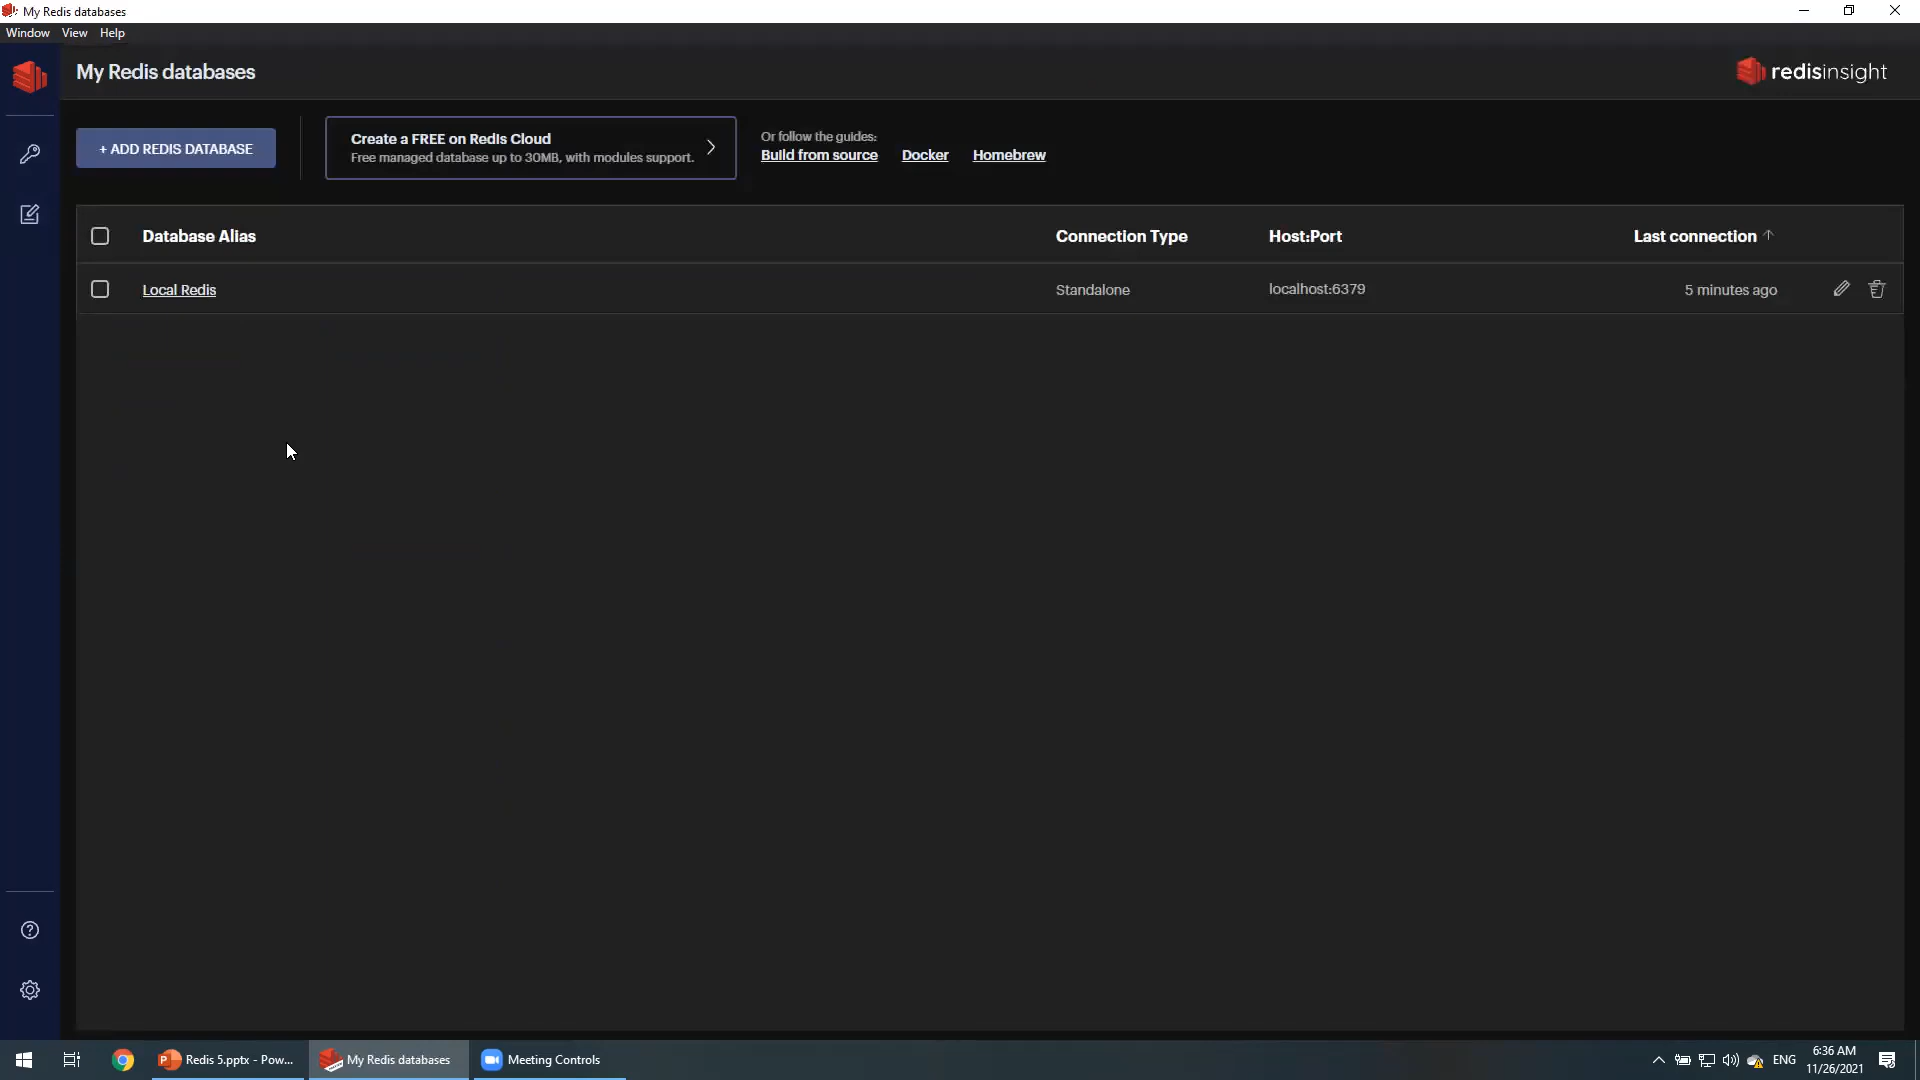 My Redis databases
Window View Help
My Redis databases
redisinsight
+ ADD REDIS DATABASE
Create a FREE on Redis Cloud
Free managed database up to 30MB, with modules support.
Or follow the guides:
Build from source Docker Homebrew
Database Alias Connection Type Host:Port Last connection
Local Redis Standalone localhost:6379 5 minutes ago
Redis 5.pptx - Pow... My Redis databases Meeting Controls ENG
6:36 AM
11/26/2021